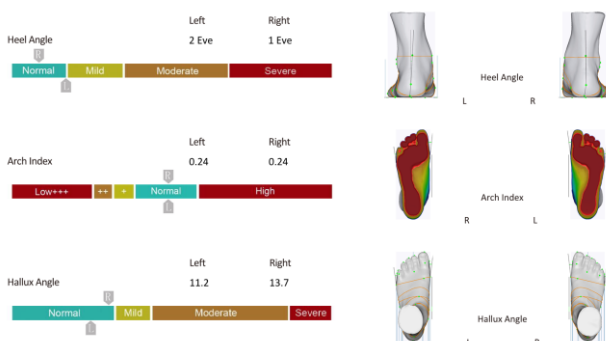 Left Right
Heel Angle 2 Eve 1 Eve
R
Normal Mild Moderate Severe
L
Heel Angle
L R
Left Right
Arch Index 0.24 0.24
R
Low+++ ++ + Normal High
L
Arch Index
R L
Left Right
Hallux Angle 11.2 13.7
R
Normal Mild Moderate Severe
L
Hallux Angle